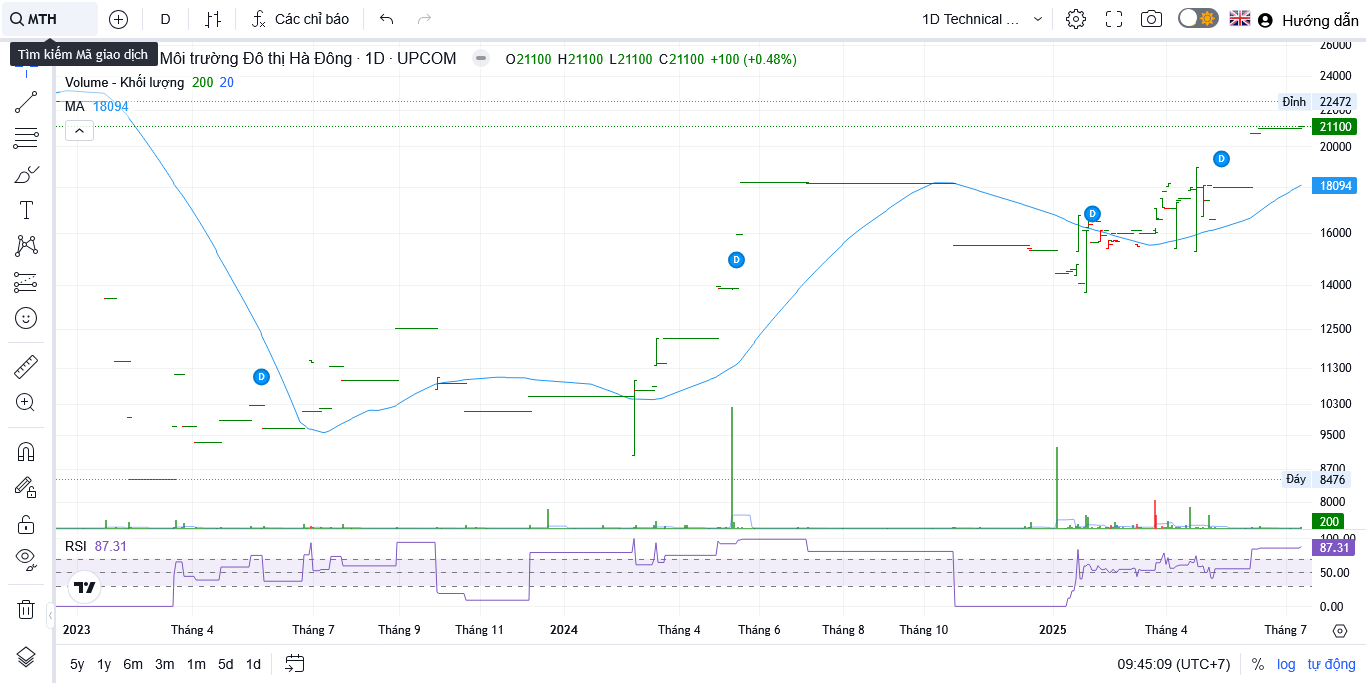 MTH
D
Các chỉ báo
1D Technical ...
Hướng dẫn
Tìm kiếm Mã giao dịch
Môi trường Đô thị Hà Đông · 1D · UPCOM
O21100 H21100 L21100 C21100 +100 (+0.48%)
Volume - Khối lượng 200 20
MA 18094
26000
24000
Đỉnh 22472
22000
21100
20000
18094
16000
14000
12500
11300
10300
9500
8700
Đáy 8476
8000
200
D
D
D
D
RSI 87.31
100.00
87.31
50.00
0.00
2023 Tháng 4 Tháng 7 Tháng 9 Tháng 11 2024 Tháng 4 Tháng 6 Tháng 8 Tháng 10 2025 Tháng 4 Tháng 7
5y 1y 6m 3m 1m 5d 1d
09:45:09 (UTC+7) % log tự động